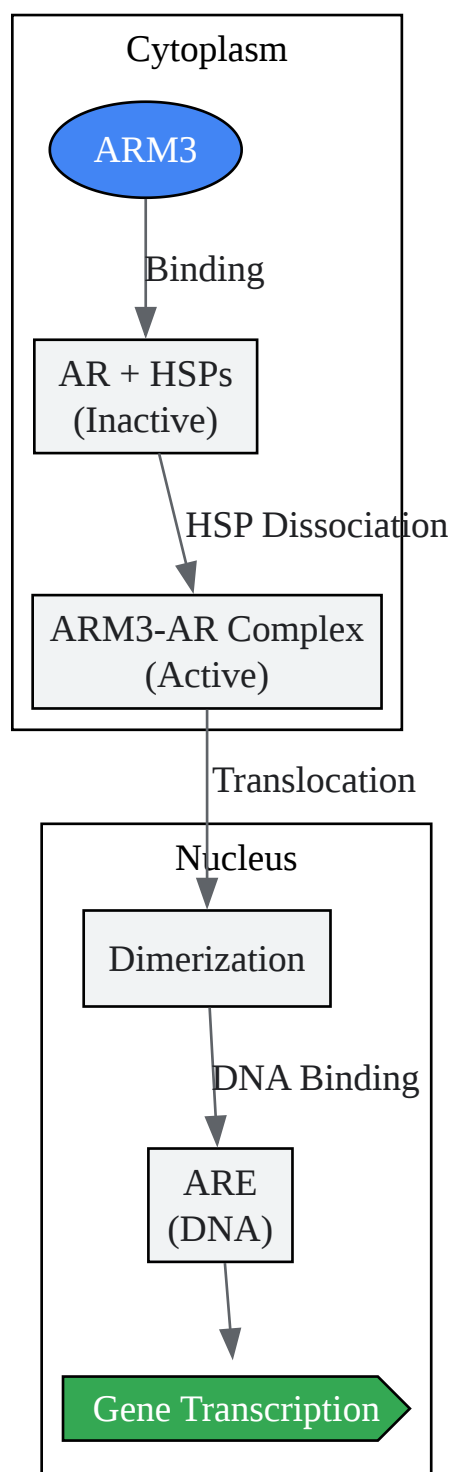 Cytoplasm
ARM3
Binding
AR + HSPs
(Inactive)
HSP Dissociation
ARM3-AR Complex
(Active)
Translocation
Nucleus
Dimerization
DNA Binding
ARE
(DNA)
Gene Transcription